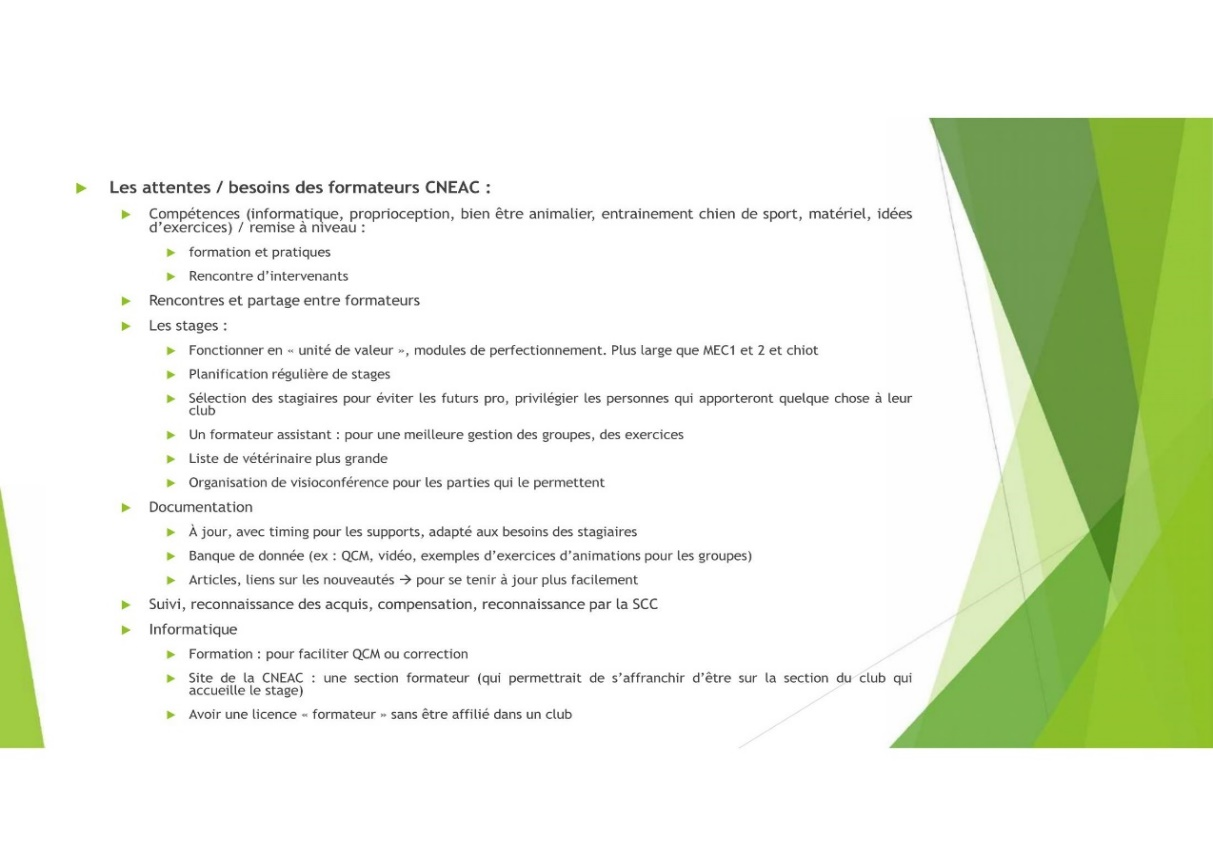 Les attentes / besoins des formateurs CNEAC :
Compétences (informatique, proprioception, bien être animalier, entrainement chien de sport, matériel, idées
d’exercices) / remise à niveau :
formation et pratiques
Rencontre d’intervenants
Rencontres et partage entre formateurs
Les stages :
Fonctionner en « unité de valeur », modules de perfectionnement. Plus large que MEC1 et 2 et chiot
Planification régulière de stages
Sélection des stagiaires pour éviter les futurs pro, privilégier les personnes qui apporteront quelque chose à leur
club
Un formateur assistant : pour une meilleure gestion des groupes, des exercices
Liste de vétérinaire plus grande
Organisation de visioconférence pour les parties qui le permettent
Documentation
À jour, avec timing pour les supports, adapté aux besoins des stagiaires
Banque de donnée (ex : QCM, vidéo, exemples d’exercices d’animations pour les groupes)
Articles, liens sur les nouveautés → pour se tenir à jour plus facilement
Suivi, reconnaissance des acquis, compensation, reconnaissance par la SCC
Informatique
Formation : pour faciliter QCM ou correction
Site de la CNEAC : une section formateur (qui permettrait de s’affranchir d’être sur la section du club qui
accueille le stage)
Avoir une licence « formateur » sans être affilié dans un club